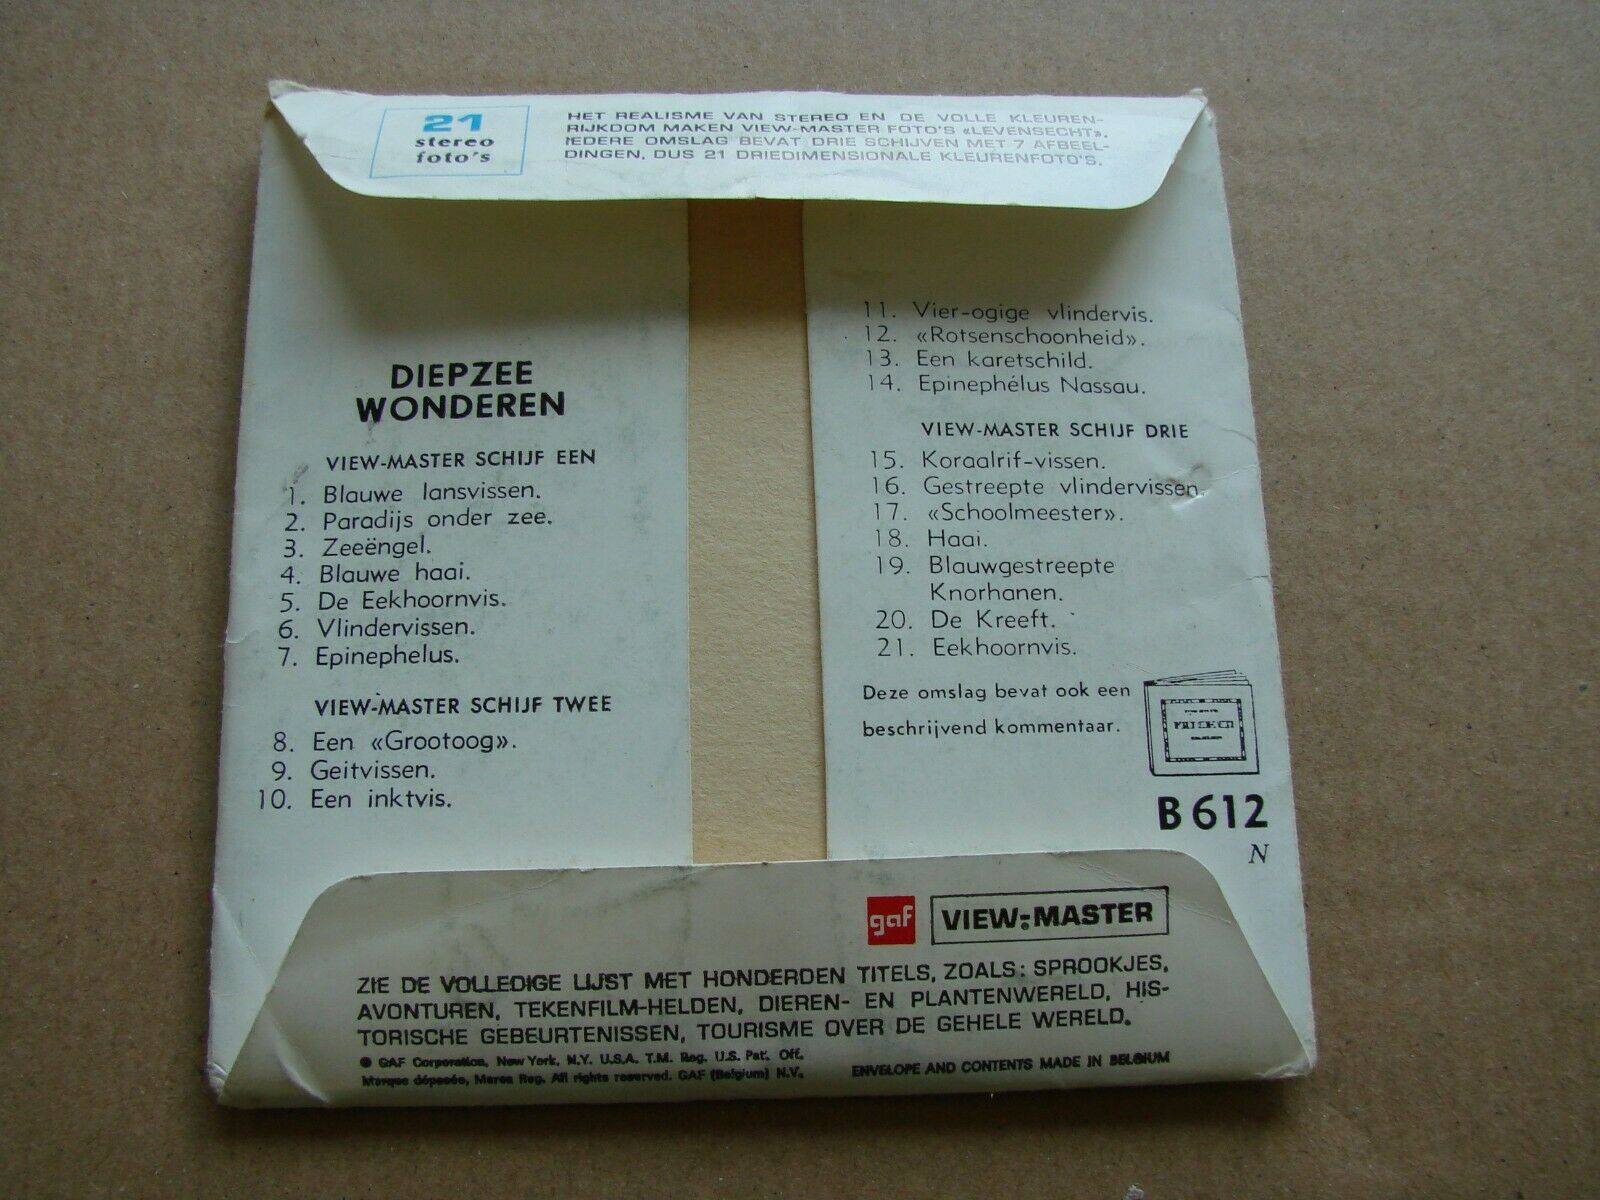 21
stereo
foto's
HET REALISME VAN STEREO EN DE VOLLE KLEUREN-
RIJKDOM MAKEN VIEW-MASTER FOTO'S «LEVENSECHT».
IEDERE OMSLAG BEVAT DRIE SCHIJVEN MET 7 AFBEEL-
DINGEN, DUS 21 DRIEDIMENSIONALE KLEURENFOTO'S.
DIEPZEE
WONDEREN
VIEW-MASTER SCHIJF EEN
1. Blauwe lansvissen.
2. Paradijs onder zee.
3. Zeeëngel.
4. Blauwe haai.
5. De Eekhoornvis.
6. Vlindervissen.
7. Epinephelus.
VIEW-MASTER SCHIJF TWEE
8. Een «Grootoog».
9. Geitvissen.
10. Een inktvis.
11. Vier-ogige vlindervis.
12. «Rotsenschoonheid».
13. Een karetschild.
14. Epinephélus Nassau.
VIEW-MASTER SCHIJF DRIE
15. Koraalrif-vissen.
16. Gestreepte vlindervissen.
17. «Schoolmeester».
18. Haai.
19. Blauwgestreepte
Knorhanen.
20. De Kreeft.
21. Eekhoornvis.
Deze omslag bevat ook een
beschrijvend kommentaar.
B 612
N
gaf VIEW-MASTER
ZIE DE VOLLEDIGE LIJST MET HONDERDEN TITELS, ZOALS: SPROOKJES,
AVONTUREN, TEKENFILM-HELDEN, DIEREN- EN PLANTENWERELD, HIS-
TORISCHE GEBEURTENISSEN, TOURISME OVER DE GEHELE WERELD.
© GAF Corporation, New York, N.Y. U.S.A. T.M. Reg. U.S. Pat. Off.
Marque déposée, Marca Reg. All rights reserved. GAF (Belgium) N.V.
ENVELOPE AND CONTENTS MADE IN BELGIUM